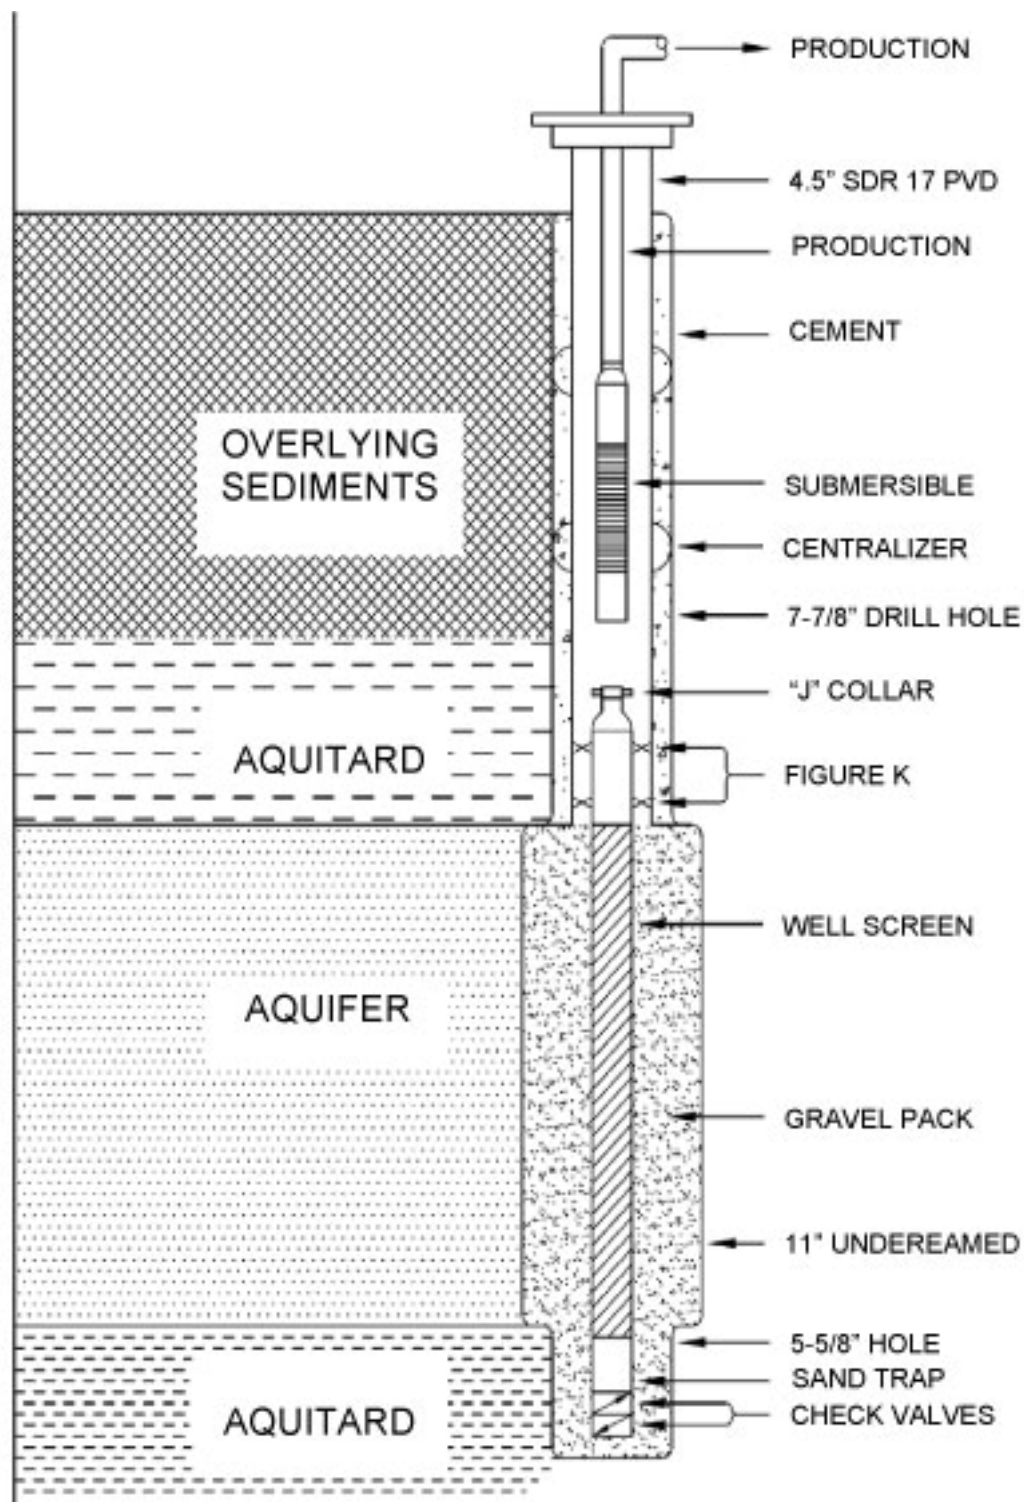 PRODUCTION
4.5" SDR 17 PVD
PRODUCTION
CEMENT
OVERLYING
SEDIMENTS
SUBMERSIBLE
CENTRALIZER
7-7/8" DRILL HOLE
"J" COLLAR
AQUITARD
FIGURE K
WELL SCREEN
AQUIFER
GRAVEL PACK
11" UNDEREAMED
5-5/8" HOLE
SAND TRAP
CHECK VALVES
AQUITARD